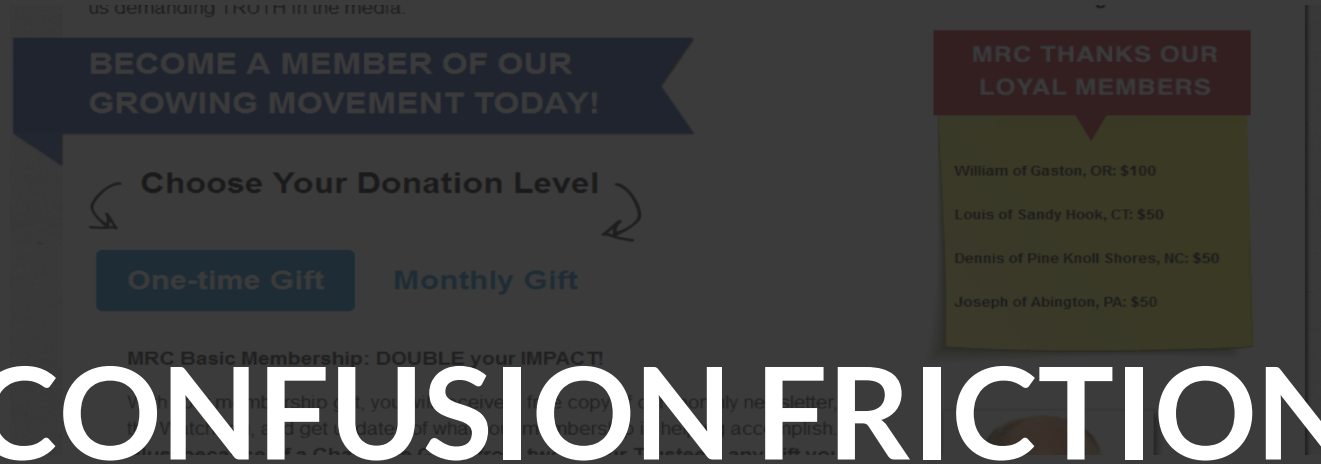 us demanding TRUTH in the media.
BECOME A MEMBER OF OUR
GROWING MOVEMENT TODAY!
Choose Your Donation Level
One-time Gift
Monthly Gift
MRC Basic Membership: DOUBLE your IMPACT!
MRC THANKS OUR
LOYAL MEMBERS
William of Gaston, OR: $100
Louis of Sandy Hook, CT: $50
Dennis of Pine Knoll Shores, NC: $50
Joseph of Abington, PA: $50
CONFUSION FRICTION